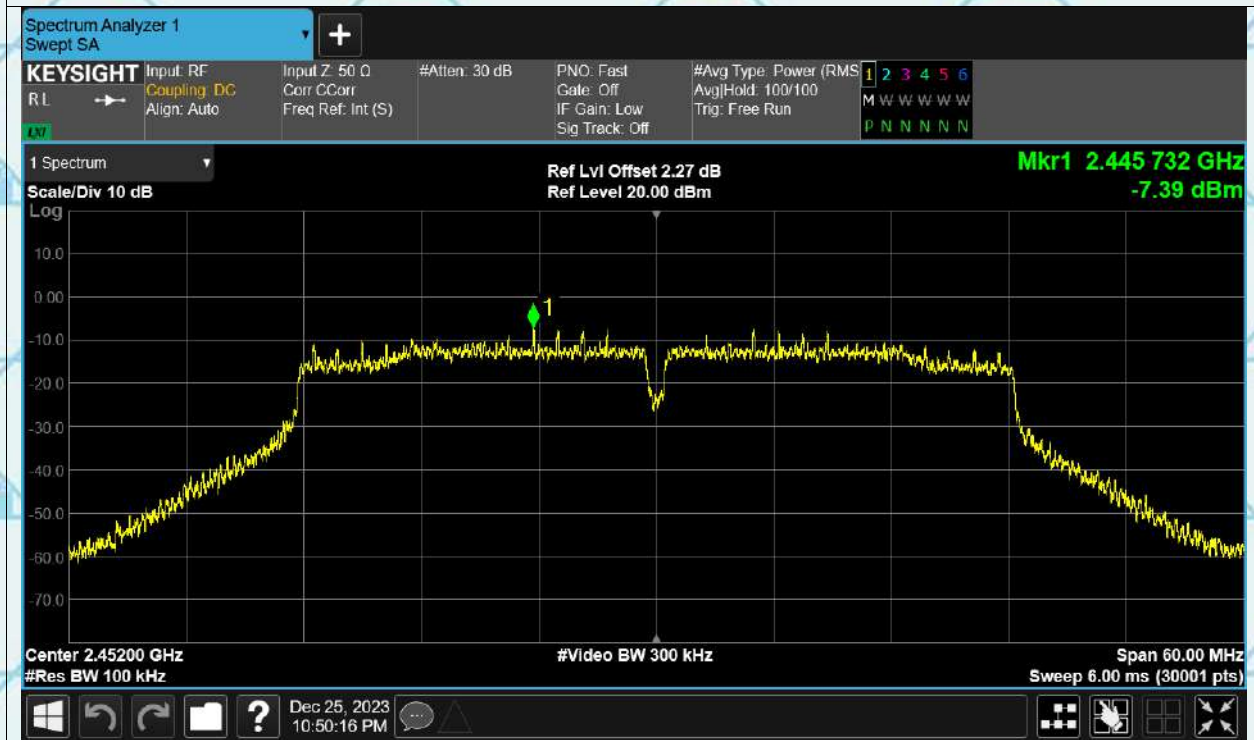 Spectrum Analyzer 1
Swept SA
+
KEYSIGHT
RL
LXI
Input: RF
Coupling: DC
Align: Auto
Input Z: 50 Ω
Corr CCorr
Freq Ref: Int (S)
#Atten: 30 dB
PNO: Fast
Gate: Off
IF Gain: Low
Sig Track: Off
#Avg Type: Power (RMS
Avg|Hold: 100/100
Trig: Free Run
1 2 3 4 5 6
M W W W W W
P N N N N N
1 Spectrum
Scale/Div 10 dB
Ref Lvl Offset 2.27 dB
Ref Level 20.00 dBm
Mkr1 2.445 732 GHz
-7.39 dBm
Log
10.0
0.00
-10.0
-20.0
-30.0
-40.0
-50.0
-60.0
-70.0
1
Center 2.45200 GHz
#Res BW 100 kHz
#Video BW 300 kHz
Span 60.00 MHz
Sweep 6.00 ms (30001 pts)
?
Dec 25, 2023
10:50:16 PM